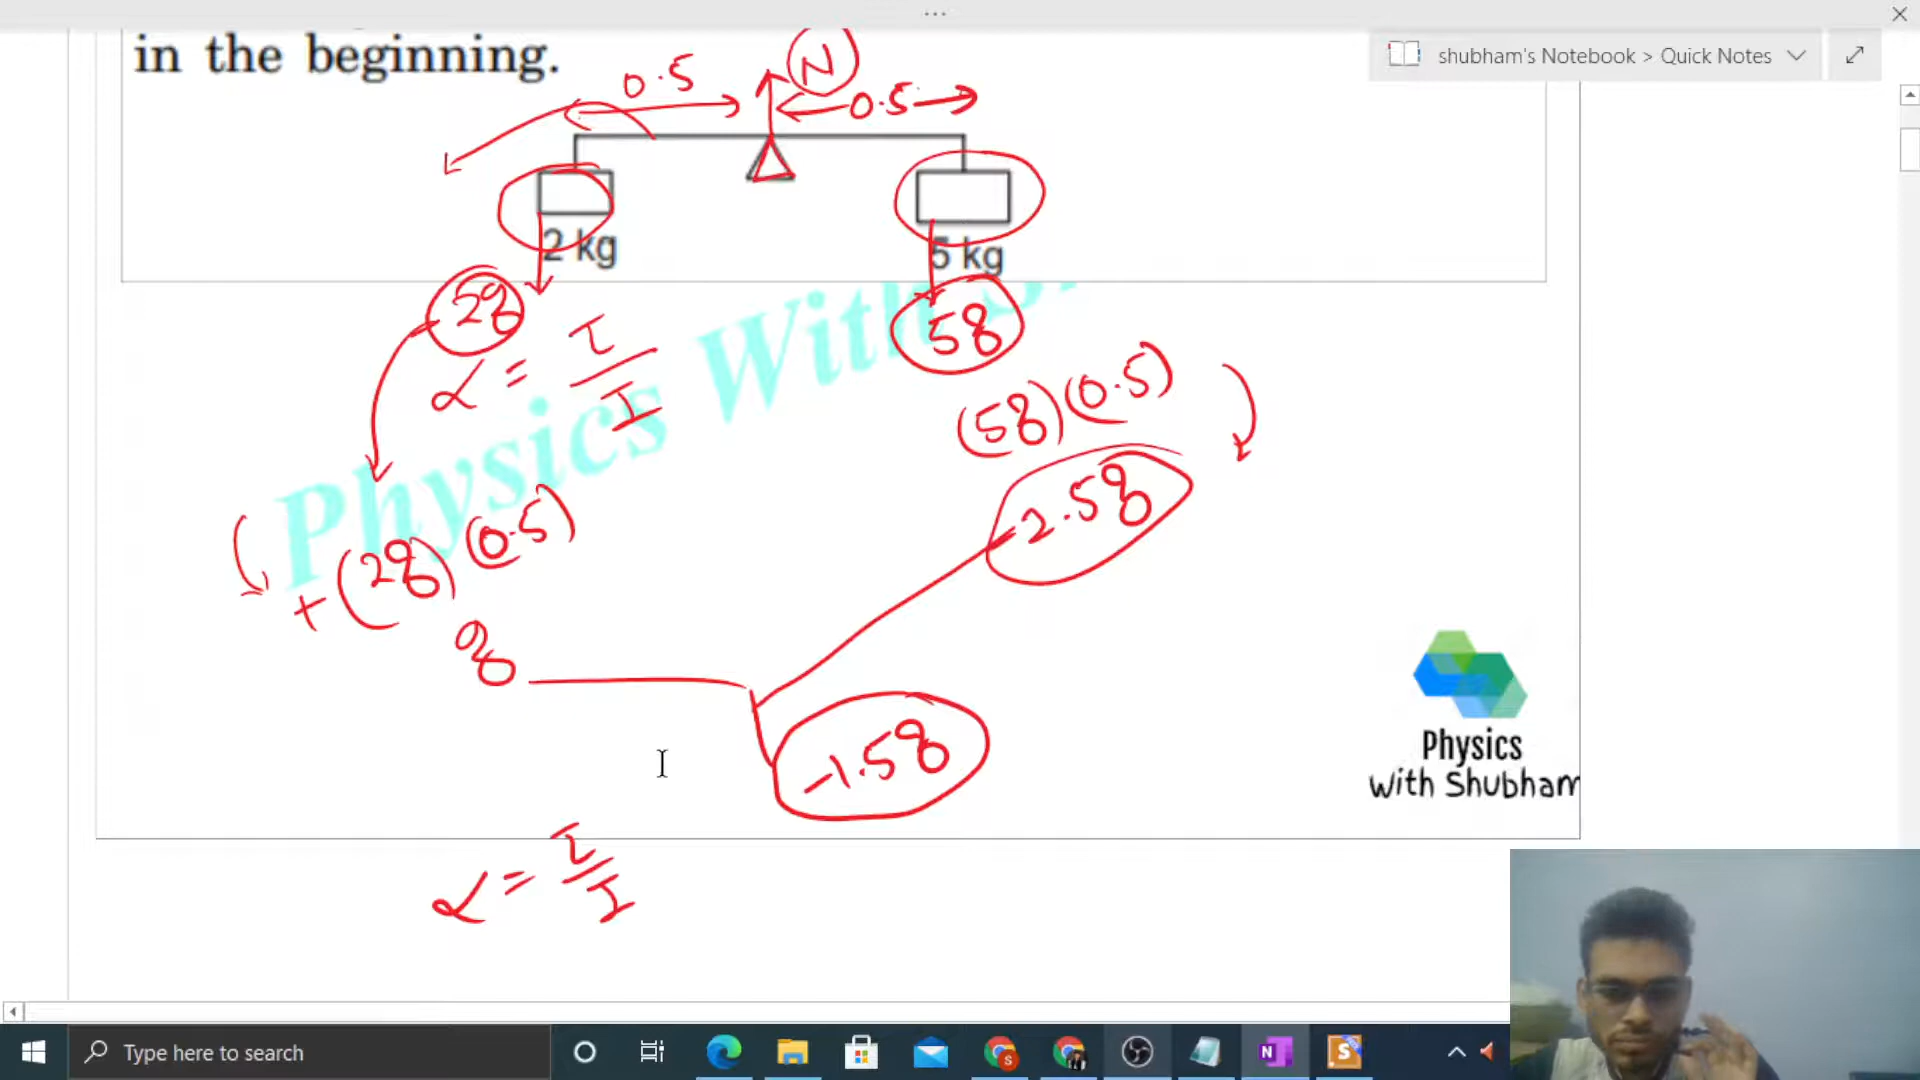 in the beginning.
shubham's Notebook > Quick Notes
0.5
N
0.5
2 kg
5 kg
2g
5g
α = τ/I
(5g)(0.5)
Physics With S
-2.5g
+(2g)(0.5)
g
-1.5g
Physics
With Shubham
α = τ/I
Type here to search